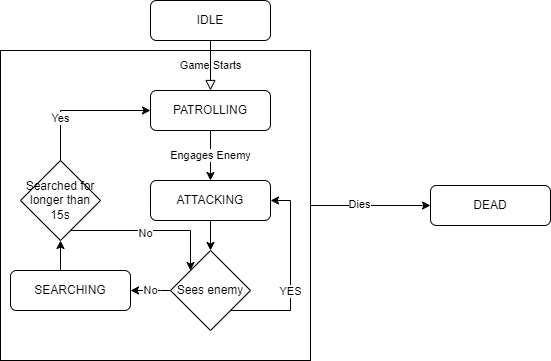 IDLE
Game Starts
PATROLLING
Yes
Engages Enemy
Searched for
longer than
15s
ATTACKING
Dies
DEAD
No
SEARCHING
No
Sees enemy
YES